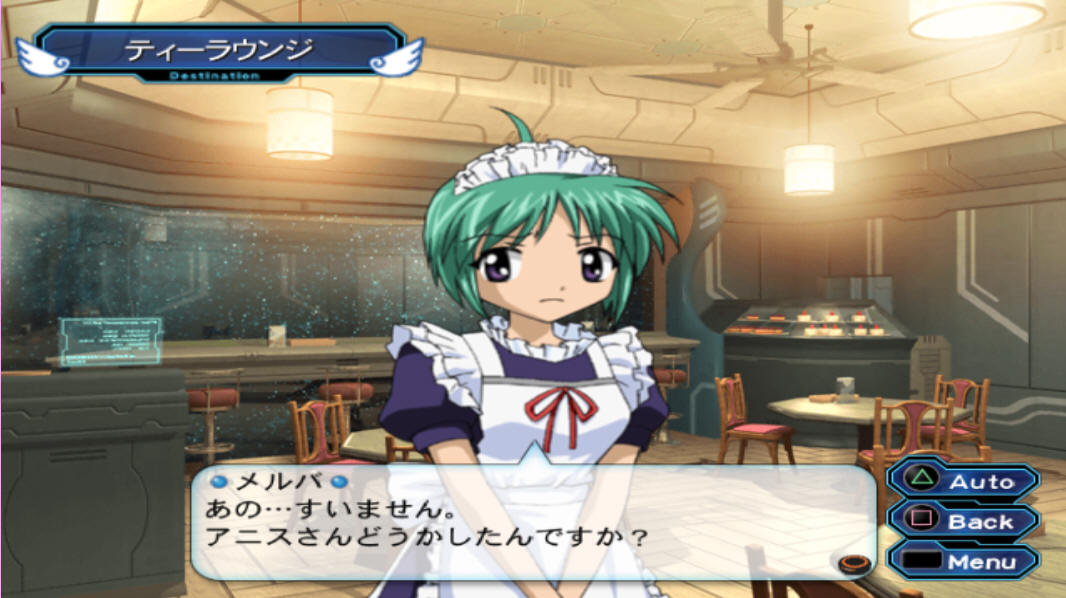 ティーラウンジ
Destination
メルバ
あの…すいません。
アニスさんどうかしたんですか？
Auto
Back
Menu